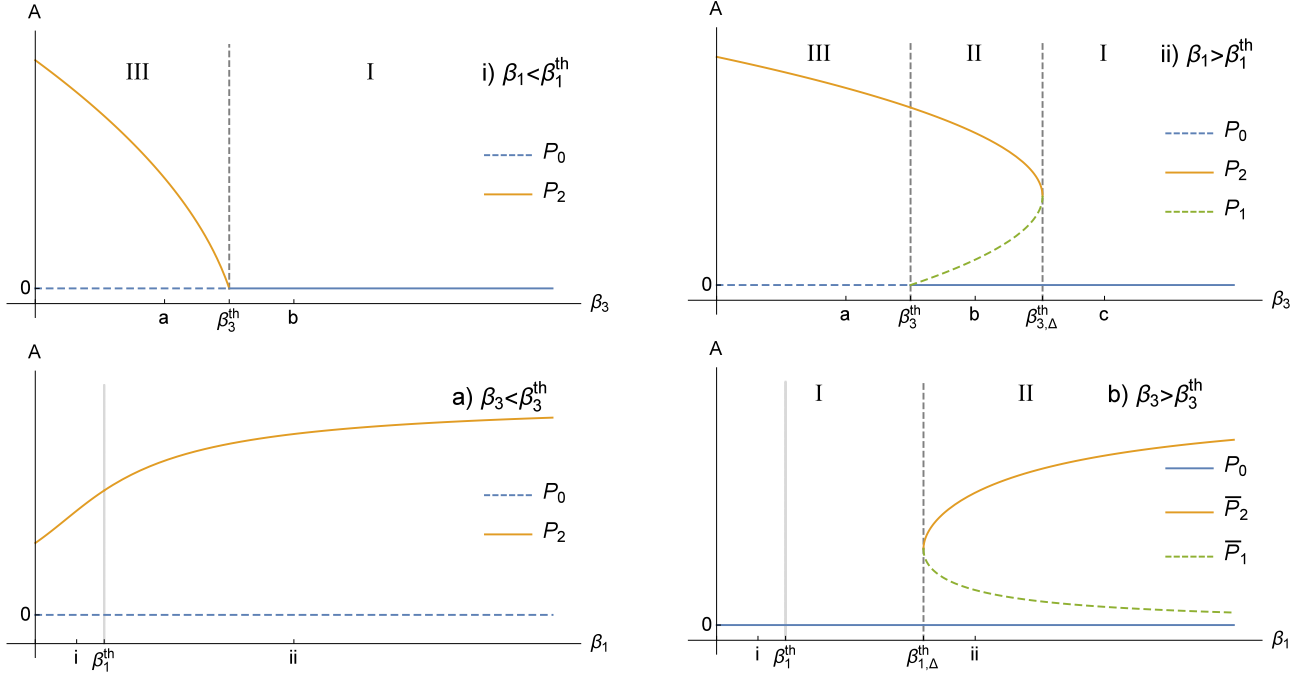 A
III
I
i) β₁<β₁ᵗʰ
P₀
P₂
0
a
β₃ᵗʰ
b
β₃
A
III
II
I
ii) β₁>β₁ᵗʰ
P₀
P₂
P₁
0
a
β₃ᵗʰ
b
β₃,Δᵗʰ
c
β₃
A
a) β₃<β₃ᵗʰ
P₀
P₂
0
i
β₁ᵗʰ
ii
β₁
A
I
II
b) β₃>β₃ᵗʰ
P₀
P̅₂
P̅₁
0
i
β₁ᵗʰ
β₁,Δᵗʰ
ii
β₁